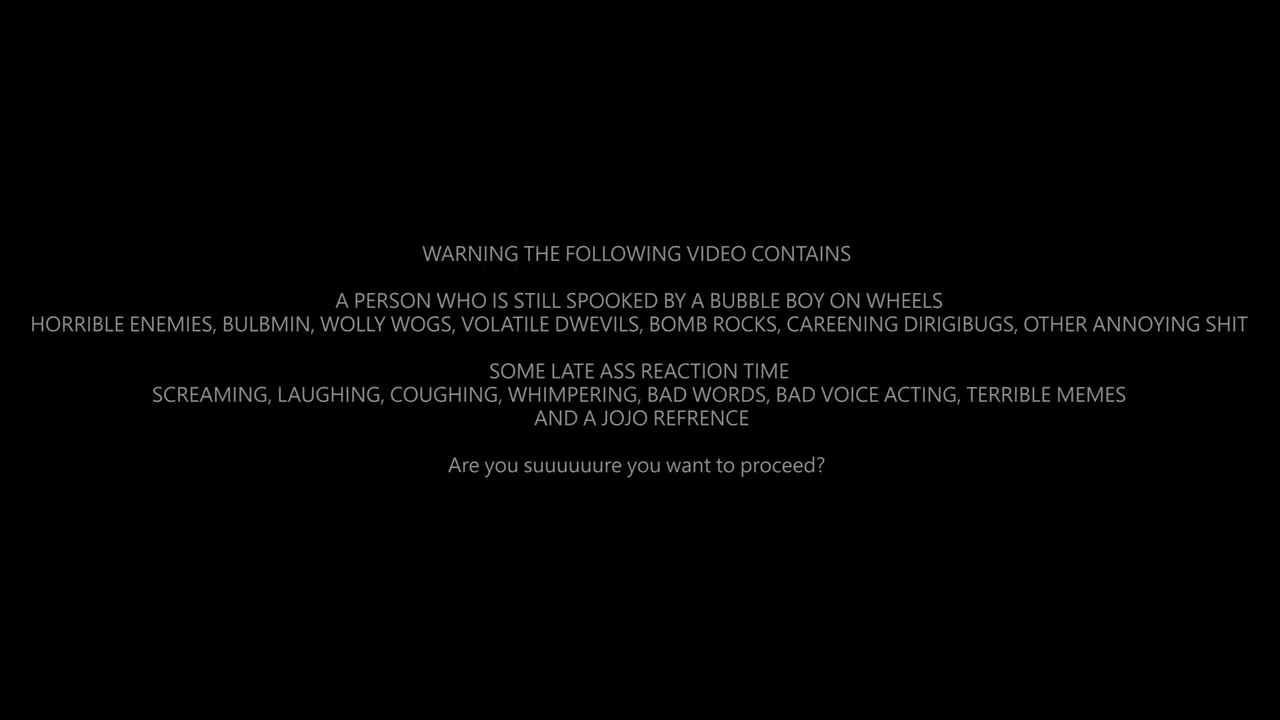 WARNING THE FOLLOWING VIDEO CONTAINS
A PERSON WHO IS STILL SPOOKED BY A BUBBLE BOY ON WHEELS
HORRIBLE ENEMIES, BULBMIN, WOLLY WOGS, VOLATILE DWEVILS, BOMB ROCKS, CAREENING DIRIGIBUGS, OTHER ANNOYING SHIT
SOME LATE ASS REACTION TIME
SCREAMING, LAUGHING, COUGHING, WHIMPERING, BAD WORDS, BAD VOICE ACTING, TERRIBLE MEMES
AND A JOJO REFRENCE
Are you suuuuuure you want to proceed?